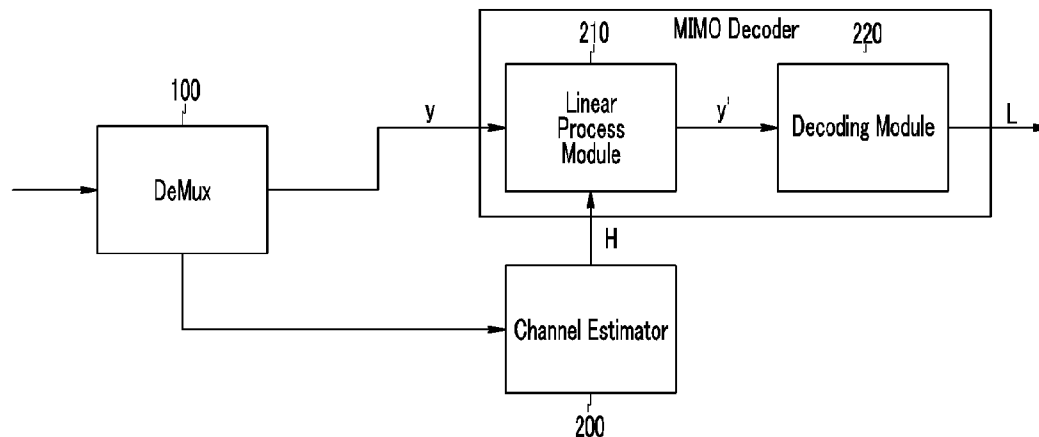 210
MIMO Decoder
220
100
DeMux
y
Linear
Process
Module
y'
Decoding Module
L
H
Channel Estimator
200